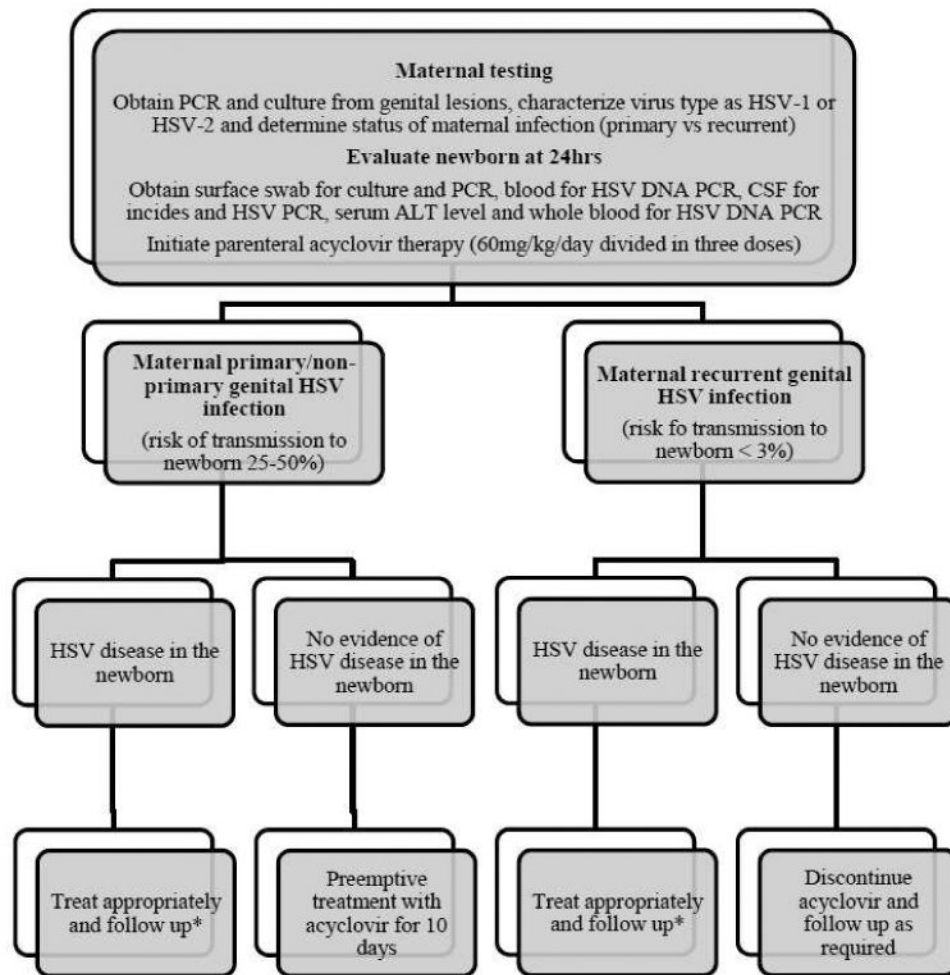 Maternal testing
Obtain PCR and culture from genital lesions, characterize virus type as HSV-1 or
HSV-2 and determine status of maternal infection (primary vs recurrent)
Evaluate newborn at 24hrs
Obtain surface swab for culture and PCR, blood for HSV DNA PCR, CSF for
incides and HSV PCR, serum ALT level and whole blood for HSV DNA PCR
Initiate parenteral acyclovir therapy (60mg/kg/day divided in three doses)
Maternal primary/non-
primary genital HSV
infection
(risk of transmission to
newborn 25-50%)
Maternal recurrent genital
HSV infection
(risk fo transmission to
newborn < 3%)
HSV disease in the
newborn
No evidence of
HSV disease in the
newborn
HSV disease in the
newborn
No evidence of
HSV disease in the
newborn
Treat appropriately
and follow up*
Preemptive
treatment with
acyclovir for 10
days
Treat appropriately
and follow up*
Discontinue
acyclovir and
follow up as
required